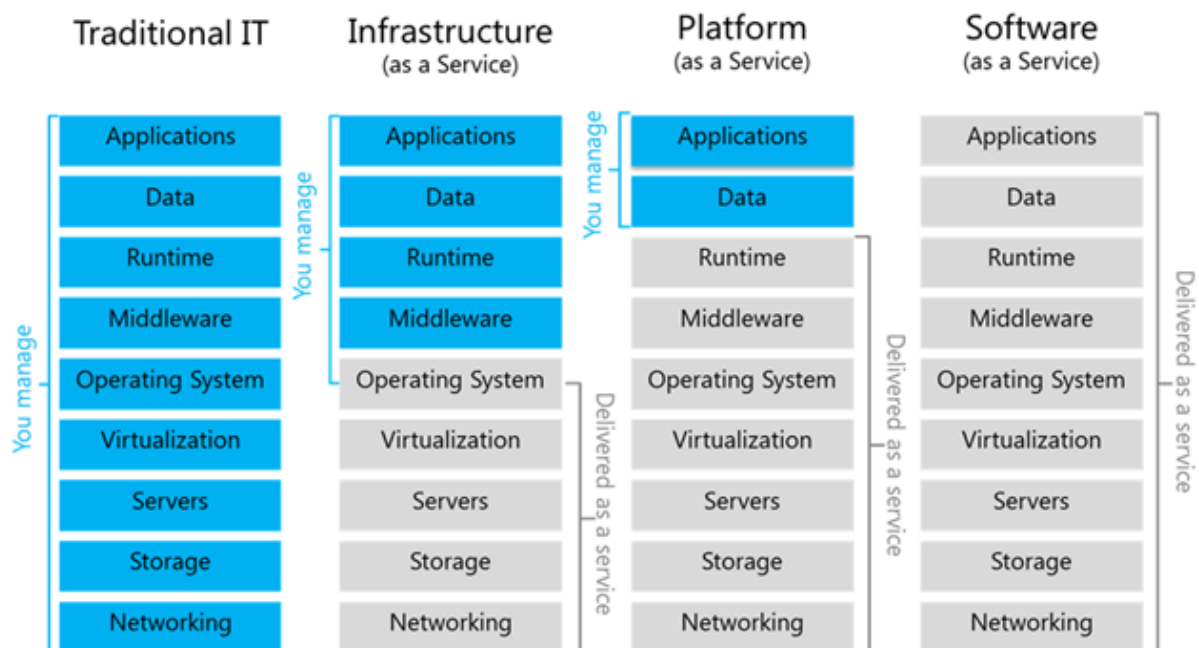 Traditional IT
Infrastructure
(as a Service)
Platform
(as a Service)
Software
(as a Service)
You manage
Applications
Data
Runtime
Middleware
Operating System
Virtualization
Servers
Storage
Networking
You manage
Applications
Data
Runtime
Middleware
Operating System
Virtualization
Servers
Storage
Networking
Delivered as a service
You manage
Applications
Data
Runtime
Middleware
Operating System
Virtualization
Servers
Storage
Networking
Delivered as a service
Applications
Data
Runtime
Middleware
Operating System
Virtualization
Servers
Storage
Networking
Delivered as a service